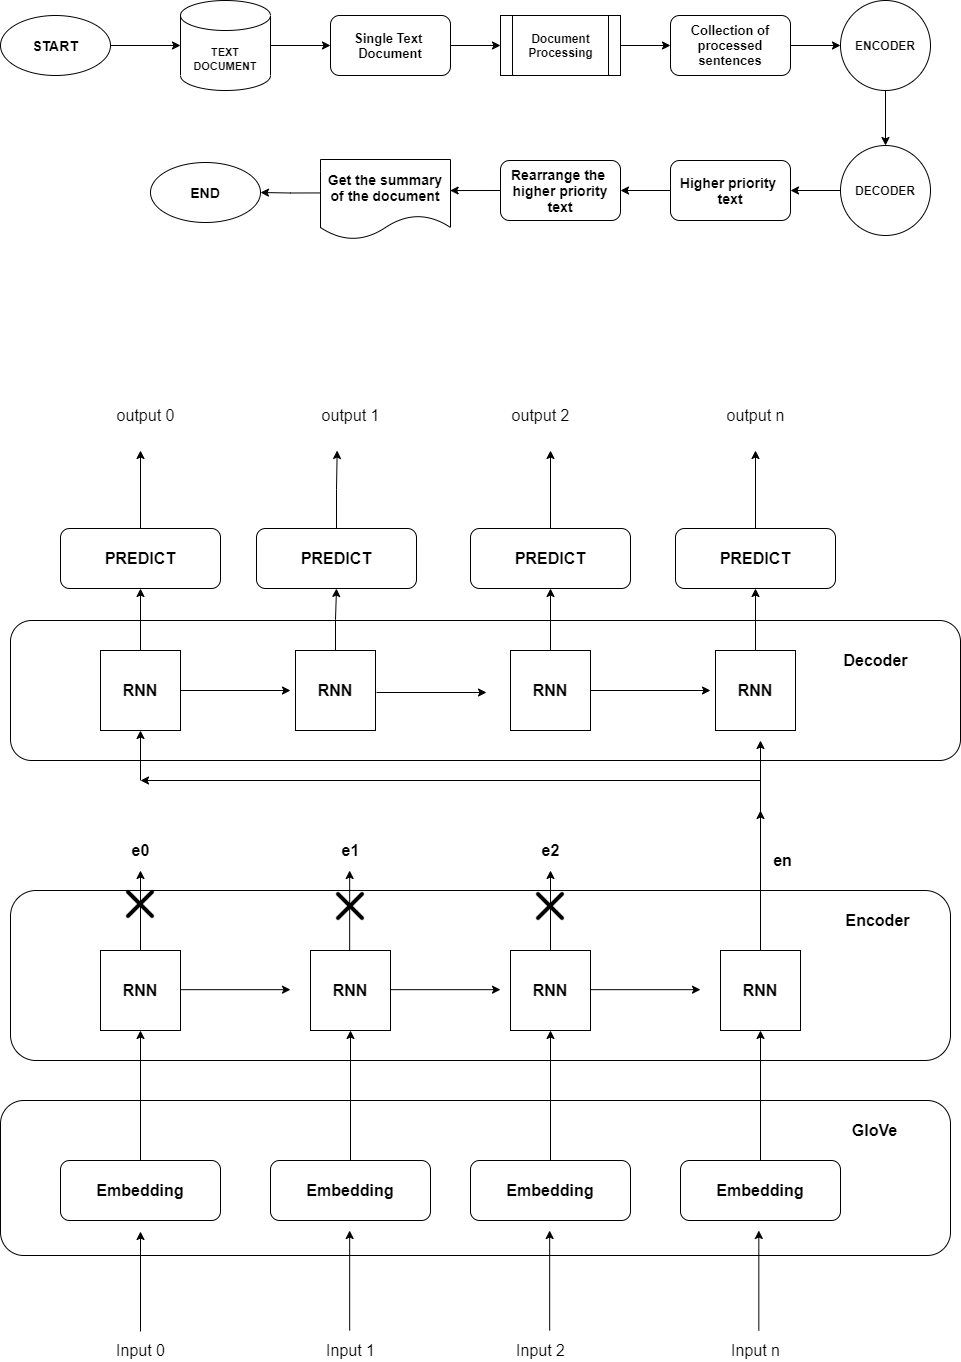 START
TEXT
DOCUMENT
Single Text
Document
Document
Processing
Collection of
processed
sentences
ENCODER
END
Get the summary
of the document
Rearrange the
higher priority
text
Higher priority
text
DECODER
output 0
output 1
output 2
output n
PREDICT
PREDICT
PREDICT
PREDICT
Decoder
RNN
RNN
RNN
RNN
e0
e1
e2
en
Encoder
RNN
RNN
RNN
RNN
GloVe
Embedding
Embedding
Embedding
Embedding
Input 0
Input 1
Input 2
Input n